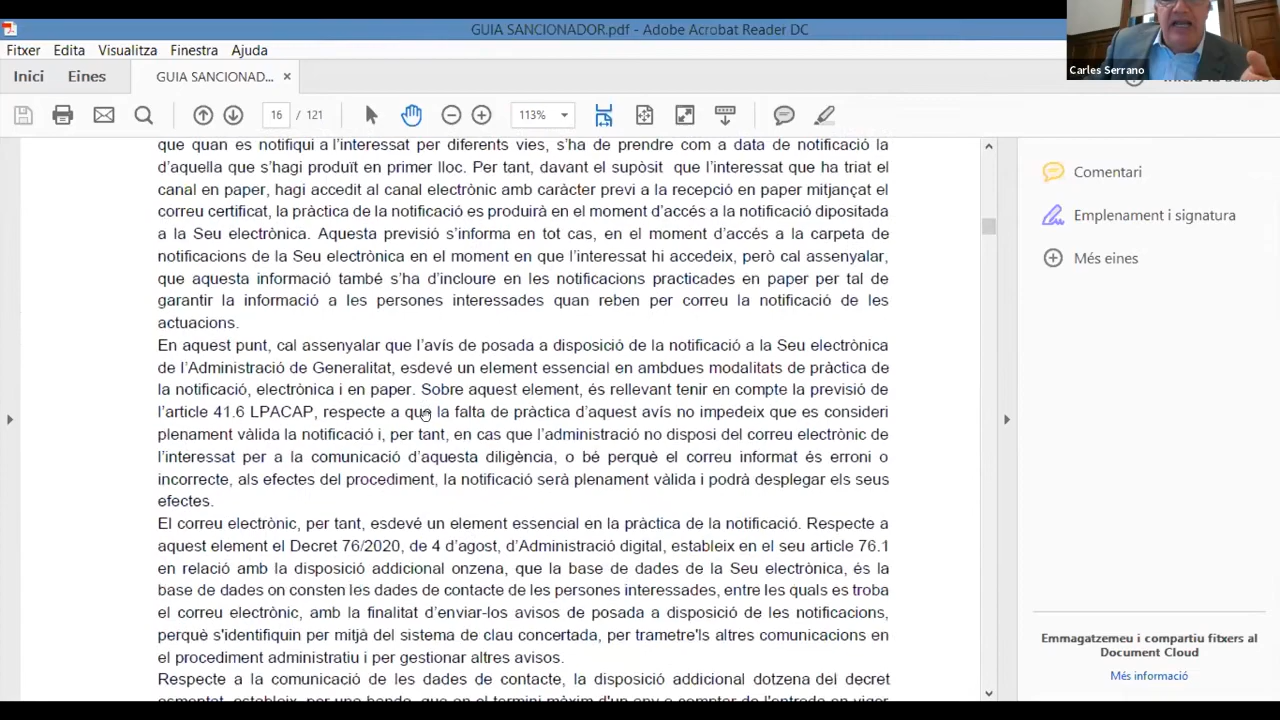 GUIA SANCIONADOR.pdf - Adobe Acrobat Reader DC
Fitxer Edita Visualitza Finestra Ajuda
Carles Serrano
Inici Eines GUIA SANCIONAD... ×
16 / 121 113%
que quan es notifiqui a l'interessat per diferents vies, s'ha de prendre com a data de notificació la
d'aquella que s'hagi produït en primer lloc. Per tant, davant el supòsit que l'interessat que ha triat el
canal en paper, hagi accedit al canal electrònic amb caràcter previ a la recepció en paper mitjançat el
correu certificat, la pràctica de la notificació es produirà en el moment d'accés a la notificació dipositada
a la Seu electrònica. Aquesta previsió s'informa en tot cas, en el moment d'accés a la carpeta de
notificacions de la Seu electrònica en el moment en que l'interessat hi accedeix, però cal assenyalar,
que aquesta informació també s'ha d'incloure en les notificacions practicades en paper per tal de
garantir la informació a les persones interessades quan reben per correu la notificació de les
actuacions.
En aquest punt, cal assenyalar que l'avís de posada a disposició de la notificació a la Seu electrònica
de l'Administració de Generalitat, esdevé un element essencial en ambdues modalitats de pràctica de
la notificació, electrònica i en paper. Sobre aquest element, és rellevant tenir en compte la previsió de
l'article 41.6 LPACAP, respecte a que la falta de pràctica d'aquest avís no impedeix que es consideri
plenament vàlida la notificació i, per tant, en cas que l'administració no disposi del correu electrònic de
l'interessat per a la comunicació d'aquesta diligència, o bé perquè el correu informat és erroni o
incorrecte, als efectes del procediment, la notificació serà plenament vàlida i podrà desplegar els seus
efectes.
El correu electrònic, per tant, esdevé un element essencial en la pràctica de la notificació. Respecte a
aquest element el Decret 76/2020, de 4 d'agost, d'Administració digital, estableix en el seu article 76.1
en relació amb la disposició addicional onzena, que la base de dades de la Seu electrònica, és la
base de dades on consten les dades de contacte de les persones interessades, entre les quals es troba
el correu electrònic, amb la finalitat d'enviar-los avisos de posada a disposició de les notificacions,
perquè s'identifiquin per mitjà del sistema de clau concertada, per trametre'ls altres comunicacions en
el procediment administratiu i per gestionar altres avisos.
Respecte a la comunicació de les dades de contacte, la disposició addicional dotzena del decret
esmentat, estableix, per una banda, que en el termini màxim d'un any a comptar de l'entrada en vigor
Comentari
Emplenament i signatura
Més eines
Emmagatzemeu i compartiu fitxers al
Document Cloud
Més informació